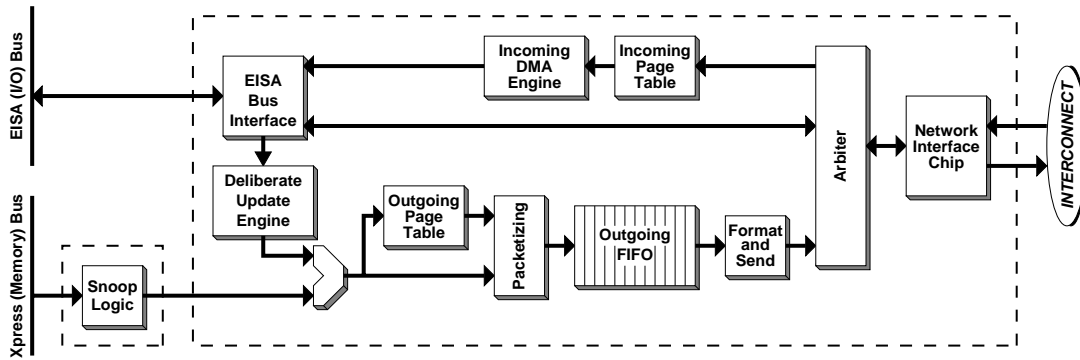 EISA (I/O) Bus
EISA
Bus
Interface
Incoming
DMA
Engine
Incoming
Page
Table
Arbiter
Network
Interface
Chip
INTERCONNECT
Deliberate
Update
Engine
Outgoing
Page
Table
Packetizing
Outgoing
FIFO
Format
and
Send
Xpress (Memory) Bus
Snoop
Logic